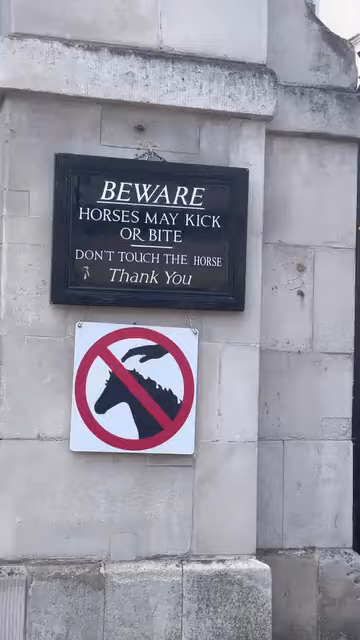 BEWARE
HORSES MAY KICK
OR BITE
DON'T TOUCH THE HORSE
Thank You